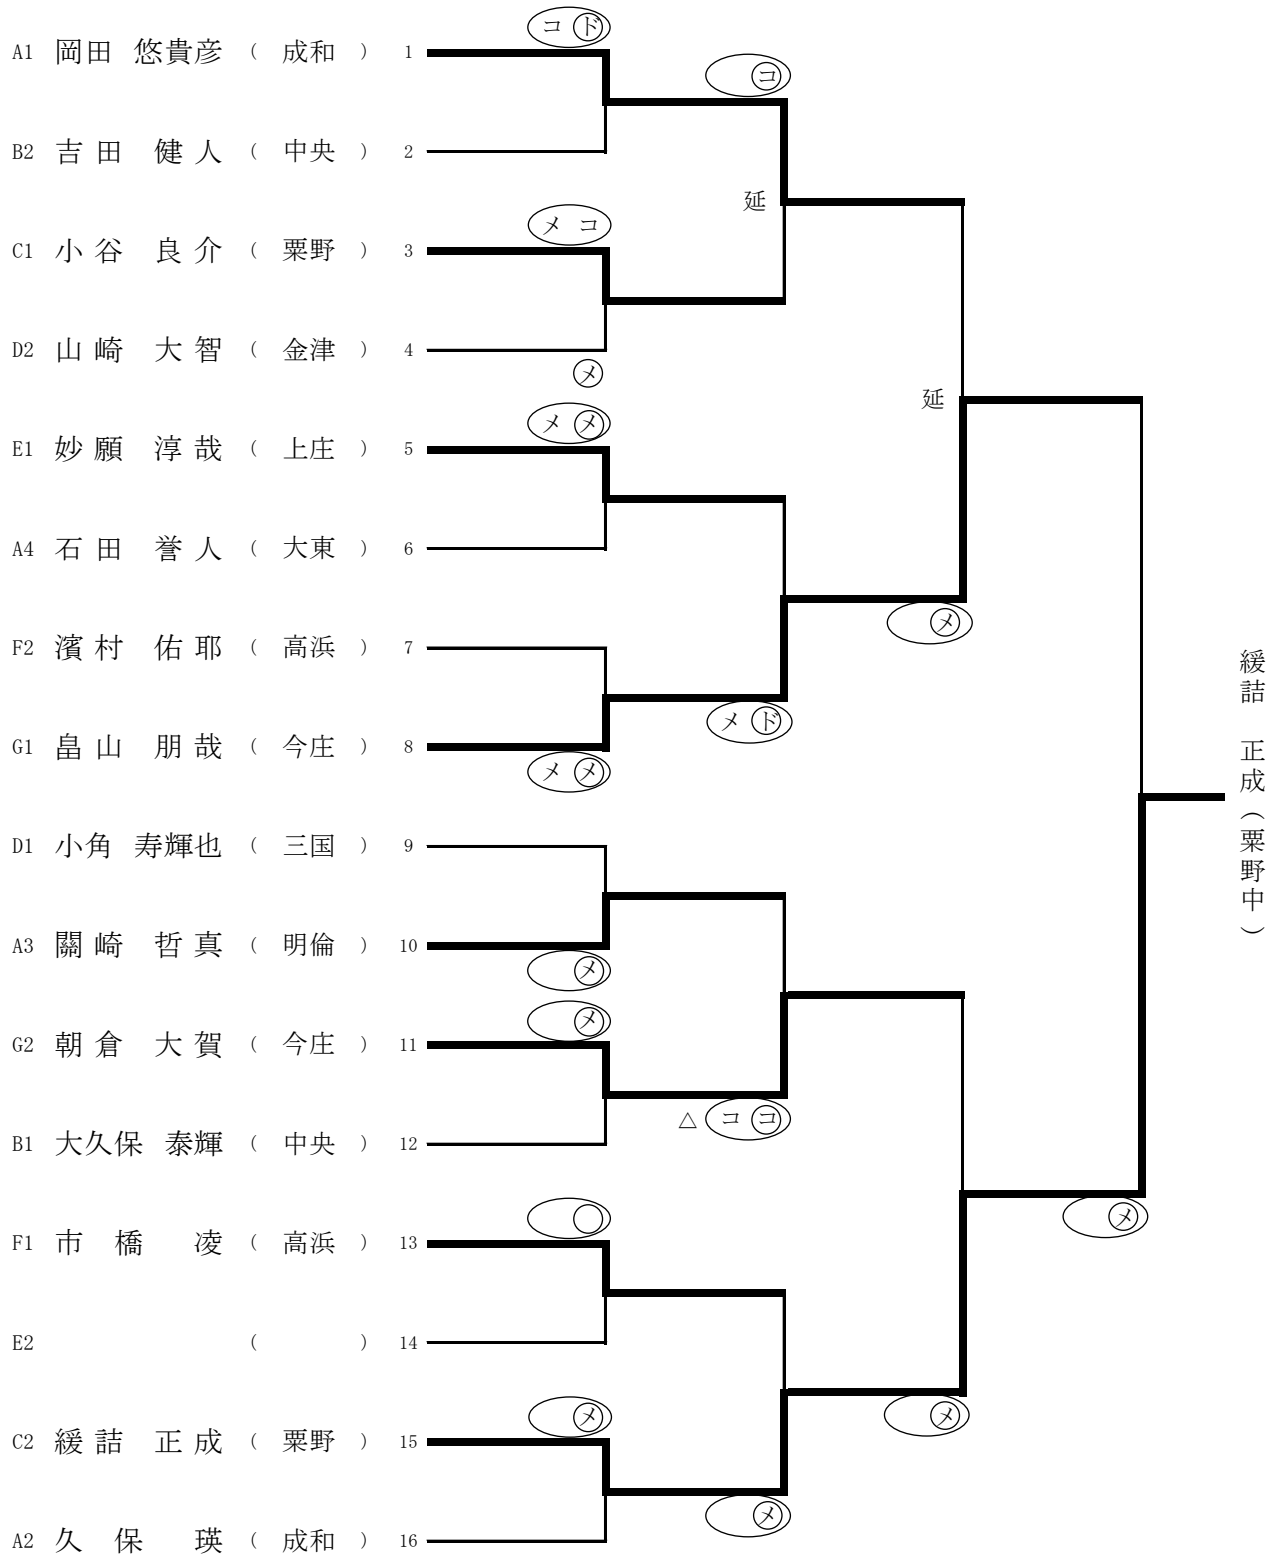 コ ド
A1 岡田 悠貴彦 （ 成和 ） 1
コ
B2 吉田 健人 （ 中央 ） 2
延
メ コ
C1 小谷 良介 （ 粟野 ） 3
D2 山崎 大智 （ 金津 ） 4
メ
延
メ メ
E1 妙願 淳哉 （ 上庄 ） 5
A4 石田 誉人 （ 大東 ） 6
メ
F2 濱村 佑耶 （ 高浜 ） 7
メ ド
G1 畠山 朋哉 （ 今庄 ） 8
メ メ
緩詰 正成（粟野中）
D1 小角 寿輝也 （ 三国 ） 9
A3 關崎 哲真 （ 明倫 ） 10
メ
メ
G2 朝倉 大賀 （ 今庄 ） 11
△ コ コ
B1 大久保 泰輝 （ 中央 ） 12
メ
F1 市橋 凌 （ 高浜 ） 13
E2 （ ） 14
メ
メ
C2 緩詰 正成 （ 粟野 ） 15
メ
A2 久保 瑛 （ 成和 ） 16